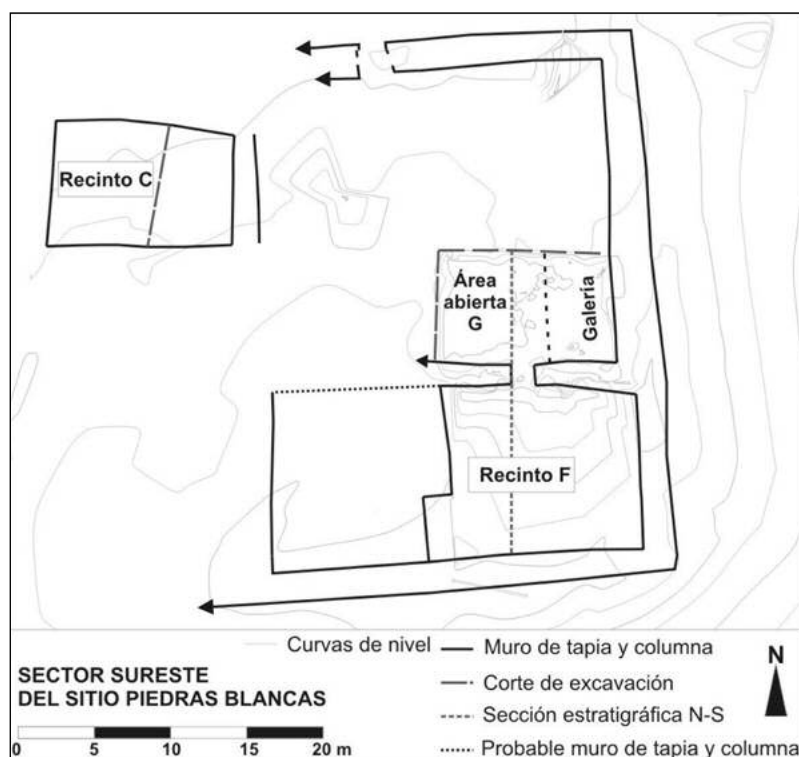 Recinto C
Área
abierta
G
Galería
Recinto F
Curvas de nivel
Muro de tapia y columna
SECTOR SURESTE
DEL SITIO PIEDRAS BLANCAS
Corte de excavación
N
Sección estratigráfica N-S
Probable muro de tapia y columna
0 5 10 15 20 m